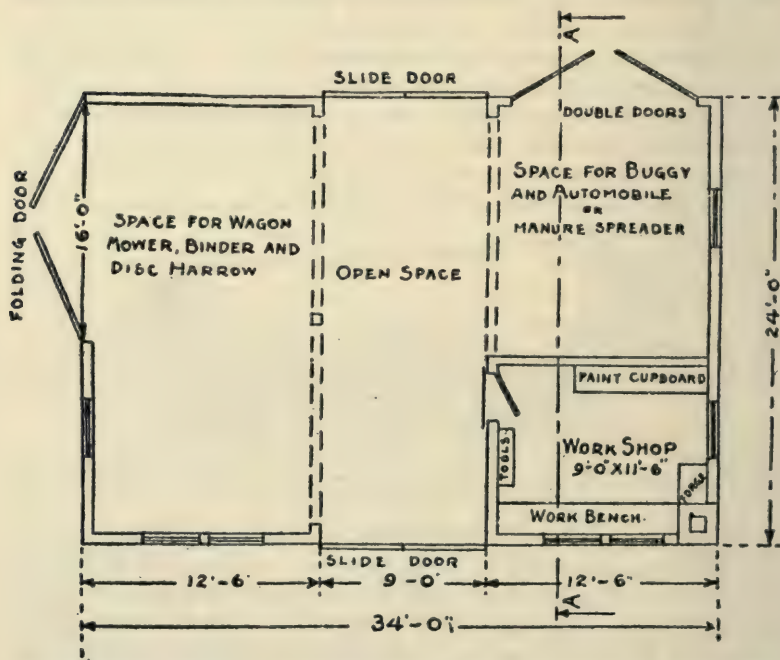 A
SLIDE DOOR
DOUBLE DOORS
FOLDING DOOR
16'-0"
SPACE FOR WAGON
MOWER, BINDER AND
DISC HARROW
OPEN SPACE
SPACE FOR BUGGY
AND AUTOMOBILE
OR
MANURE SPREADER
24'-0"
PAINT CUPBOARD
TOOLS
WORK SHOP
9'-0"X11'-6"
FORGE
WORK BENCH.
SLIDE DOOR
12'-6"
9'-0"
12'-6"
A
34'-0"